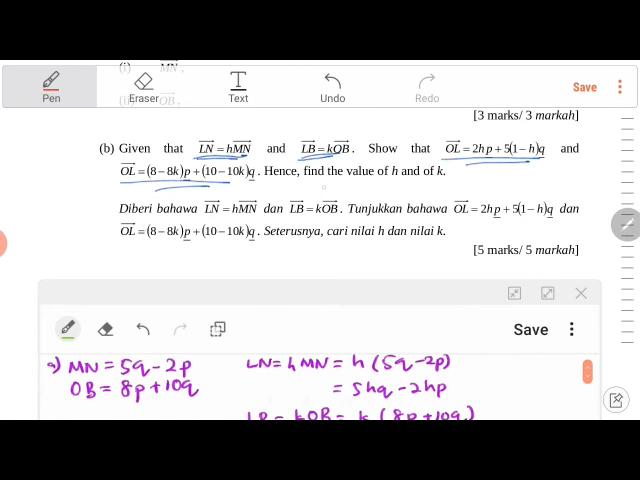 (i) MN.
Pen
Eraser
Text
Undo
Redo
Save
(ii) OB.
[3 marks/ 3 markah]
(b) Given that LN = hMN and LB = kOB. Show that OL = 2hp + 5(1 − h)q and
OL = (8 − 8k)p + (10 − 10k)q. Hence, find the value of h and of k.
Diberi bahawa LN = hMN dan LB = kOB. Tunjukkan bahawa OL = 2hp + 5(1 − h)q dan
OL = (8 − 8k)p + (10 − 10k)q. Seterusnya, cari nilai h dan nilai k.
[5 marks/ 5 markah]
Save
a) MN = 5q − 2p
OB = 8p + 10q
LN = h MN = h (5q − 2p)
= 5hq − 2hp
LB = kOB = k (8p + 10q)